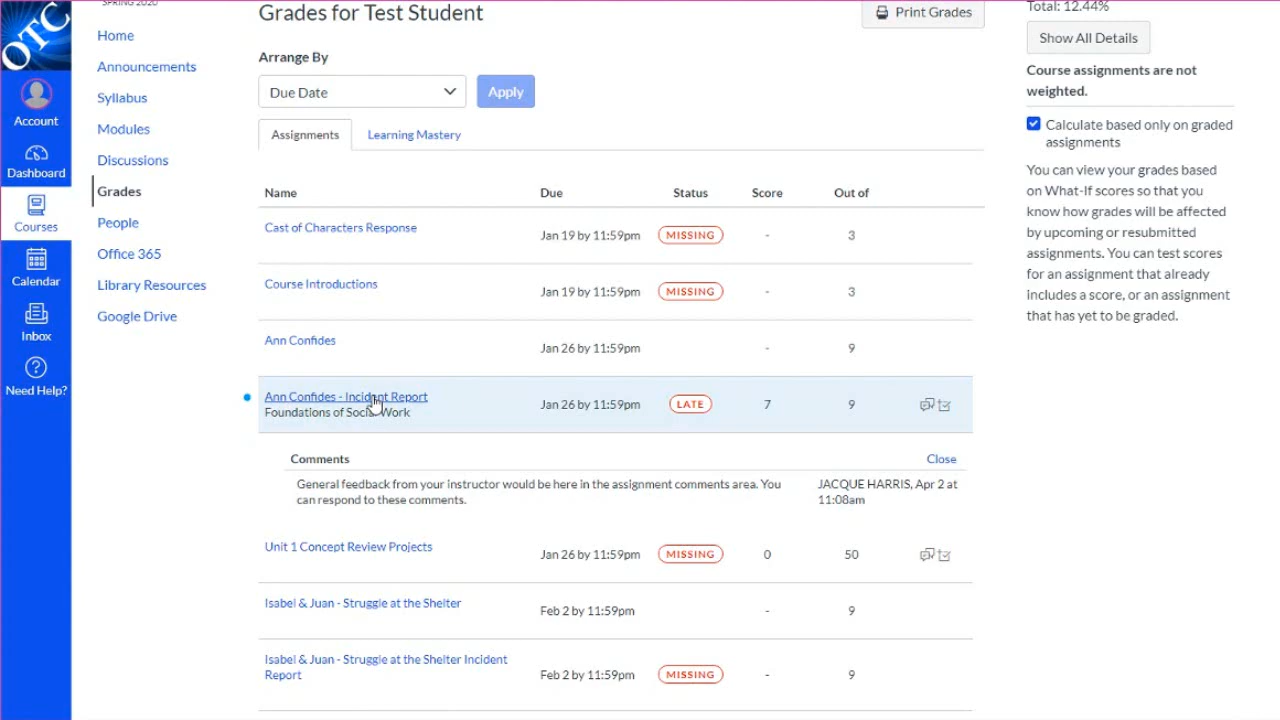 SPRING 2020
OTC
Account
Dashboard
Courses
Calendar
Inbox
Need Help?
Home
Announcements
Syllabus
Modules
Discussions
Grades
People
Office 365
Library Resources
Google Drive
Grades for Test Student
Print Grades
Arrange By
Due Date
Apply
Assignments
Learning Mastery
Name Due Status Score Out of
Cast of Characters Response Jan 19 by 11:59pm MISSING - 3
Course Introductions Jan 19 by 11:59pm MISSING - 3
Ann Confides Jan 26 by 11:59pm - 9
Ann Confides - Incident Report Jan 26 by 11:59pm LATE 7 9
Foundations of Social Work
Comments Close
General feedback from your instructor would be here in the assignment comments area. You
can respond to these comments.
JACQUE HARRIS, Apr 2 at
11:08am
Unit 1 Concept Review Projects Jan 26 by 11:59pm MISSING 0 50
Isabel & Juan - Struggle at the Shelter Feb 2 by 11:59pm - 9
Isabel & Juan - Struggle at the Shelter Incident
Report Feb 2 by 11:59pm MISSING - 9
Total: 12.44%
Show All Details
Course assignments are not
weighted.
Calculate based only on graded
assignments
You can view your grades based
on What-If scores so that you
know how grades will be affected
by upcoming or resubmitted
assignments. You can test scores
for an assignment that already
includes a score, or an assignment
that has yet to be graded.